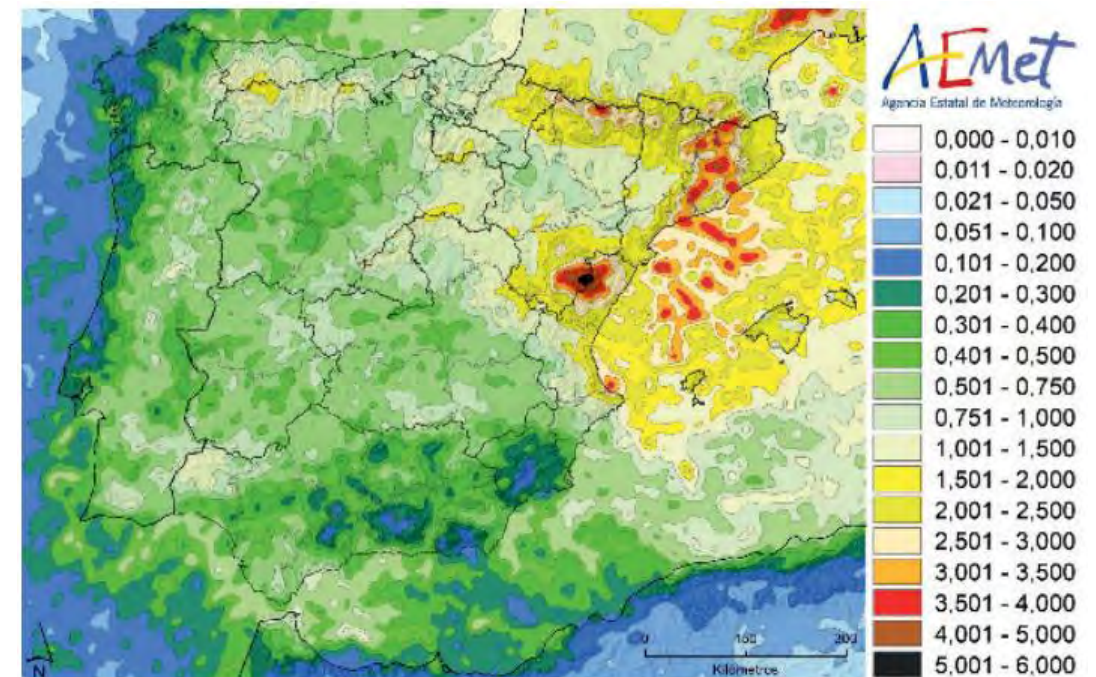 AEMet
Agencia Estatal de Meteorología
0,000 - 0,010
0,011 - 0,020
0,021 - 0,050
0,051 - 0,100
0,101 - 0,200
0,201 - 0,300
0,301 - 0,400
0,401 - 0,500
0,501 - 0,750
0,751 - 1,000
1,001 - 1,500
1,501 - 2,000
2,001 - 2,500
2,501 - 3,000
3,001 - 3,500
3,501 - 4,000
4,001 - 5,000
5,001 - 6,000
N
0 150 300
Kilómetros